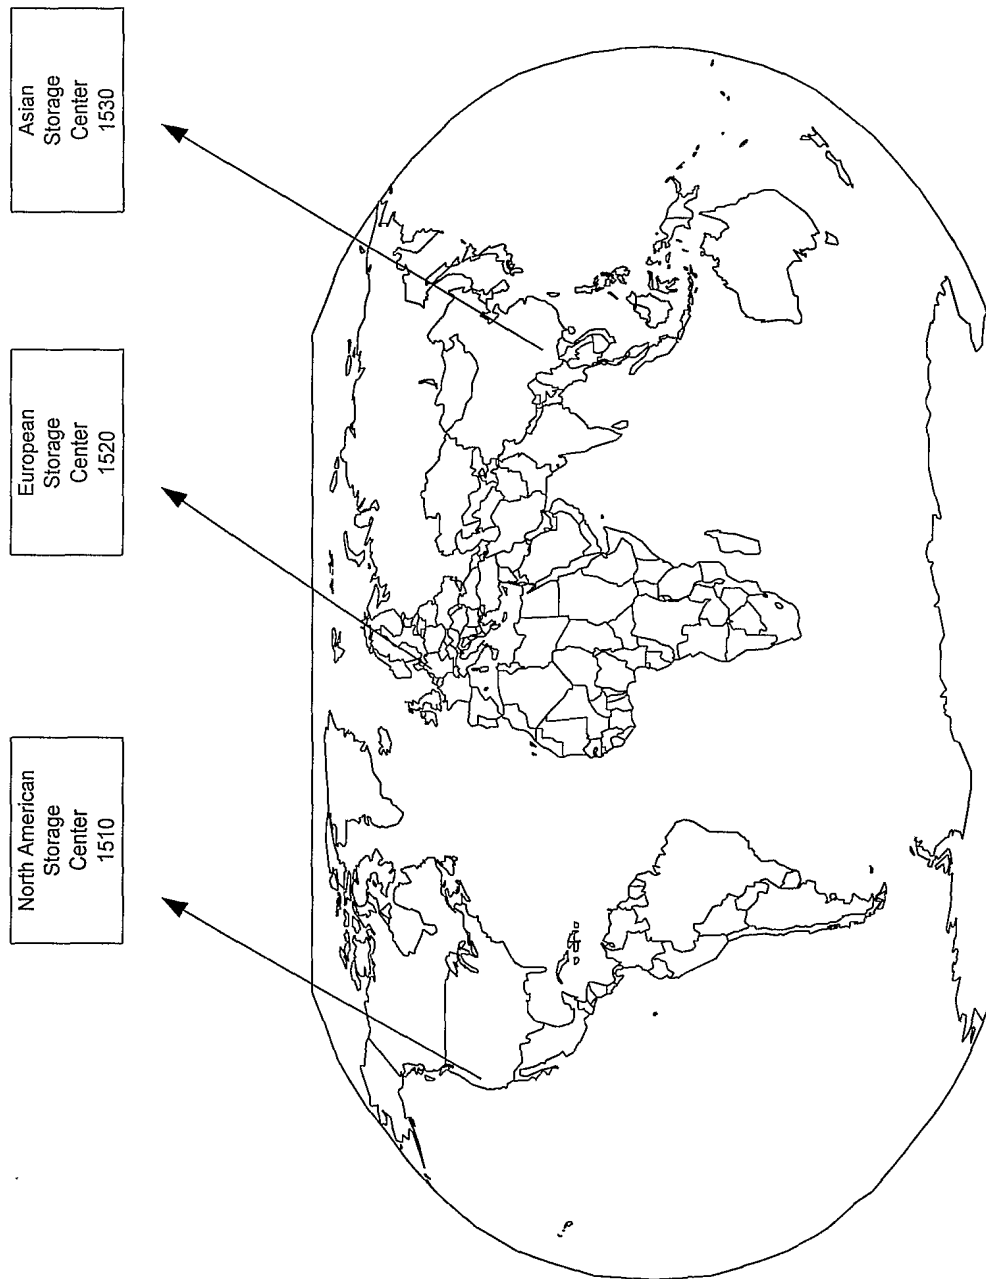 North American
Storage
Center
1510
European
Storage
Center
1520
Asian
Storage
Center
1530